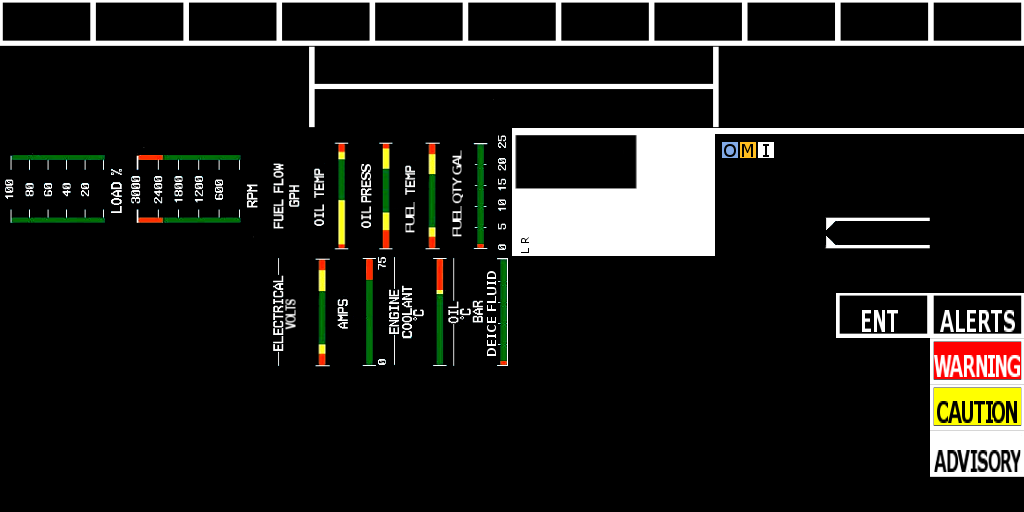 100
80
60
40
20
LOAD %
3000
2400
1800
1200
600
RPM
FUEL FLOW
GPH
OIL TEMP
OIL PRESS
FUEL TEMP
FUEL QTY GAL
0 5 10 15 20 25
L R
O M I
ELECTRICAL
VOLTS
AMPS
0 75
ENGINE
COOLANT
°C
OIL
°C
BAR
DEICE FLUID
ENT
ALERTS
WARNING
CAUTION
ADVISORY